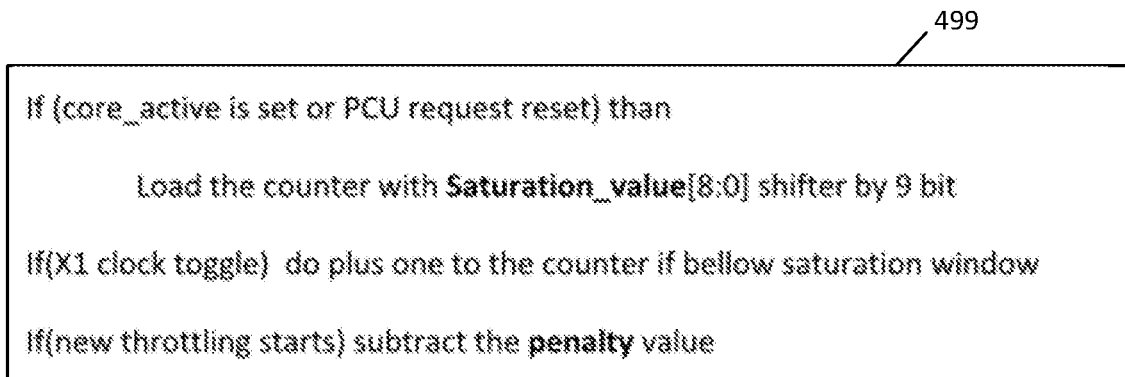 499
If (core_active is set or PCU request reset) than
Load the counter with Saturation_value[8:0] shifter by 9 bit
If(X1 clock toggle) do plus one to the counter if bellow saturation window
If(new throttling starts) subtract the penalty value